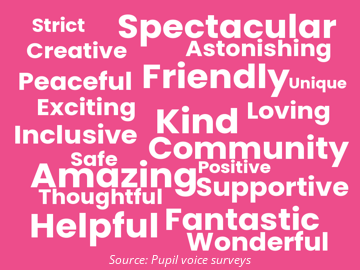 Strict Spectacular
Creative Astonishing
Peaceful Friendly Unique
Exciting Kind Loving
Inclusive Community
Safe Positive
Amazing Supportive
Thoughtful
Helpful Fantastic
Wonderful
Source: Pupil voice surveys